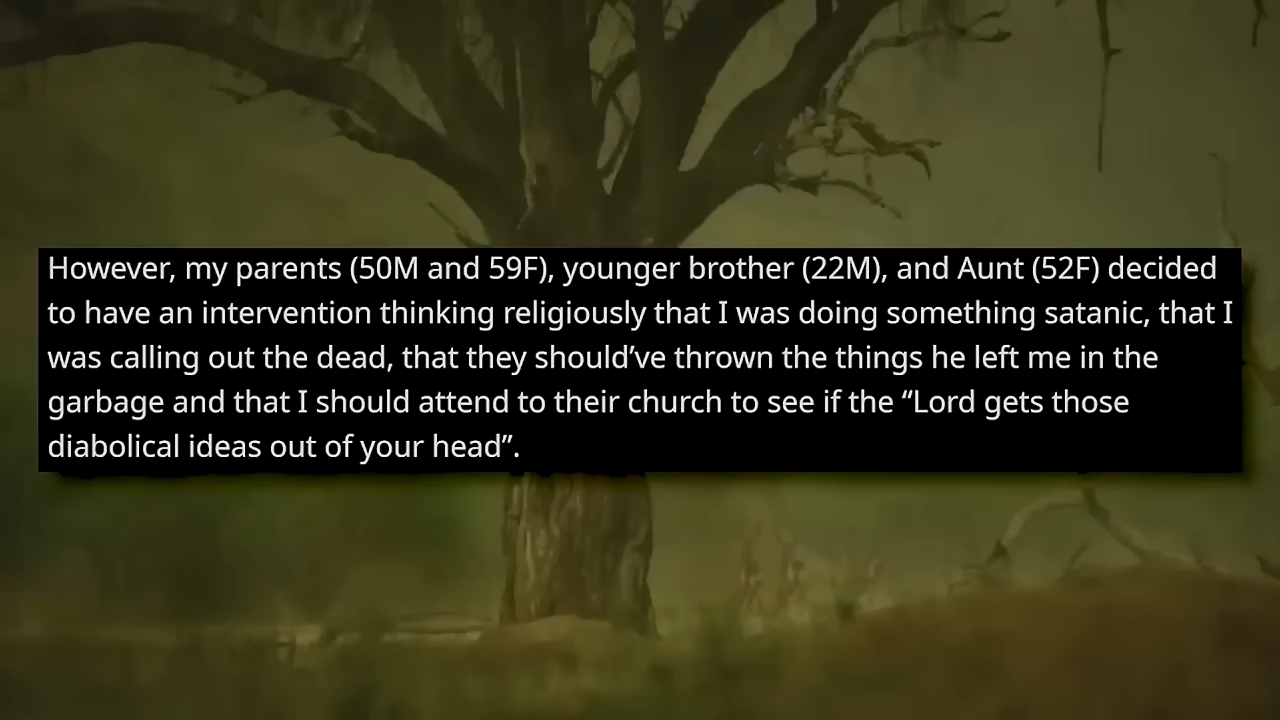 However, my parents (50M and 59F), younger brother (22M), and Aunt (52F) decided
to have an intervention thinking religiously that I was doing something satanic, that I
was calling out the dead, that they should’ve thrown the things he left me in the
garbage and that I should attend to their church to see if the “Lord gets those
diabolical ideas out of your head”.